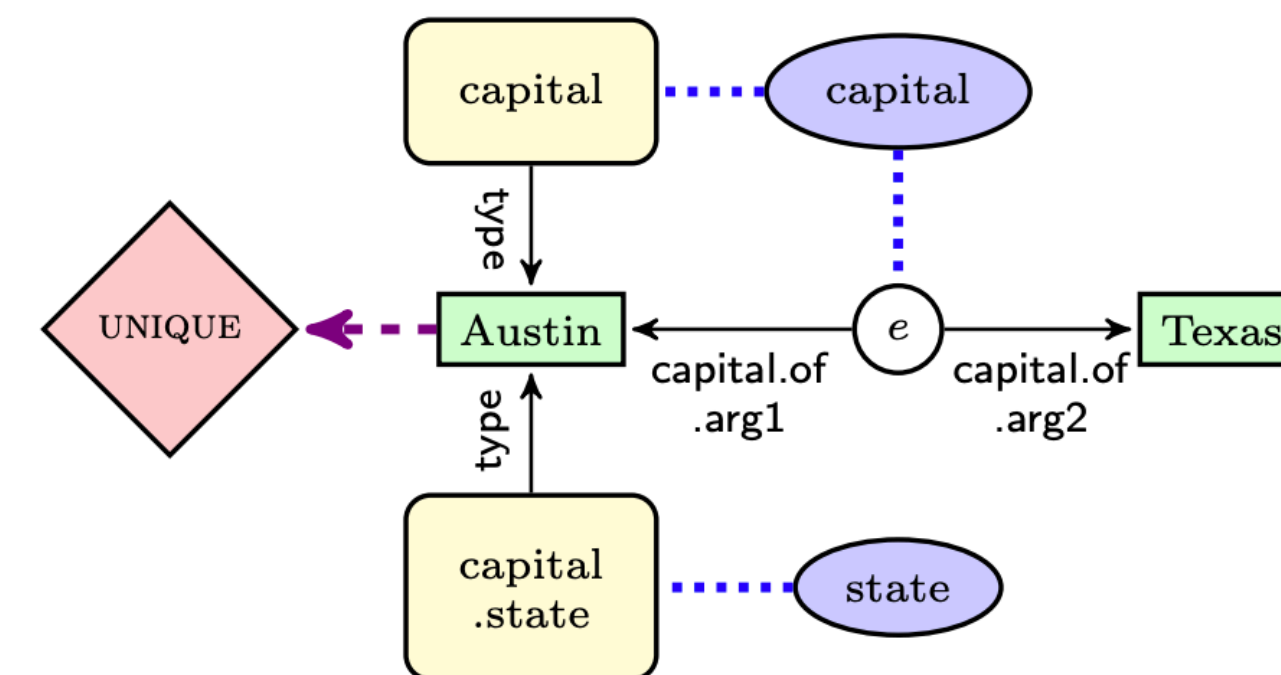 capital
capital
type
UNIQUE
Austin
e
Texas
capital.of
.arg1
capital.of
.arg2
type
capital
.state
state